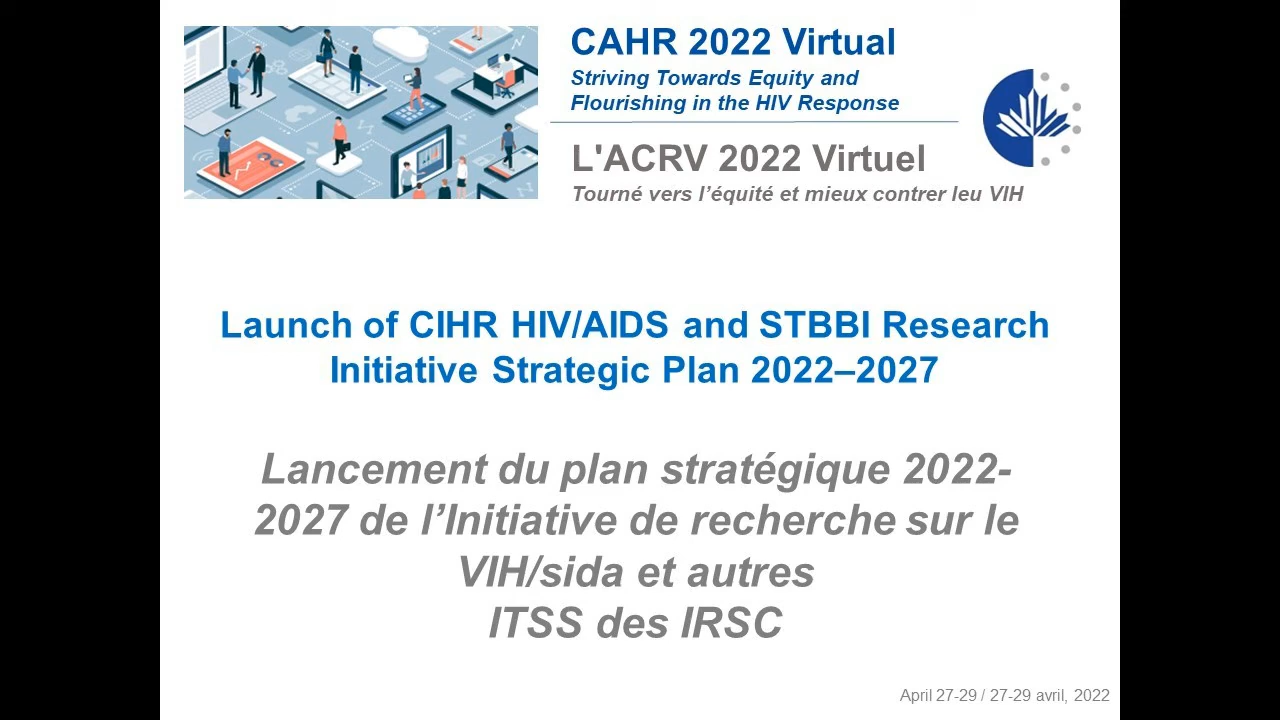 CAHR 2022 Virtual
Striving Towards Equity and
Flourishing in the HIV Response
L'ACRV 2022 Virtuel
Tourné vers l’équité et mieux contrer leu VIH
Launch of CIHR HIV/AIDS and STBBI Research
Initiative Strategic Plan 2022–2027
Lancement du plan stratégique 2022-
2027 de l’Initiative de recherche sur le
VIH/sida et autres
ITSS des IRSC
April 27-29 / 27-29 avril, 2022